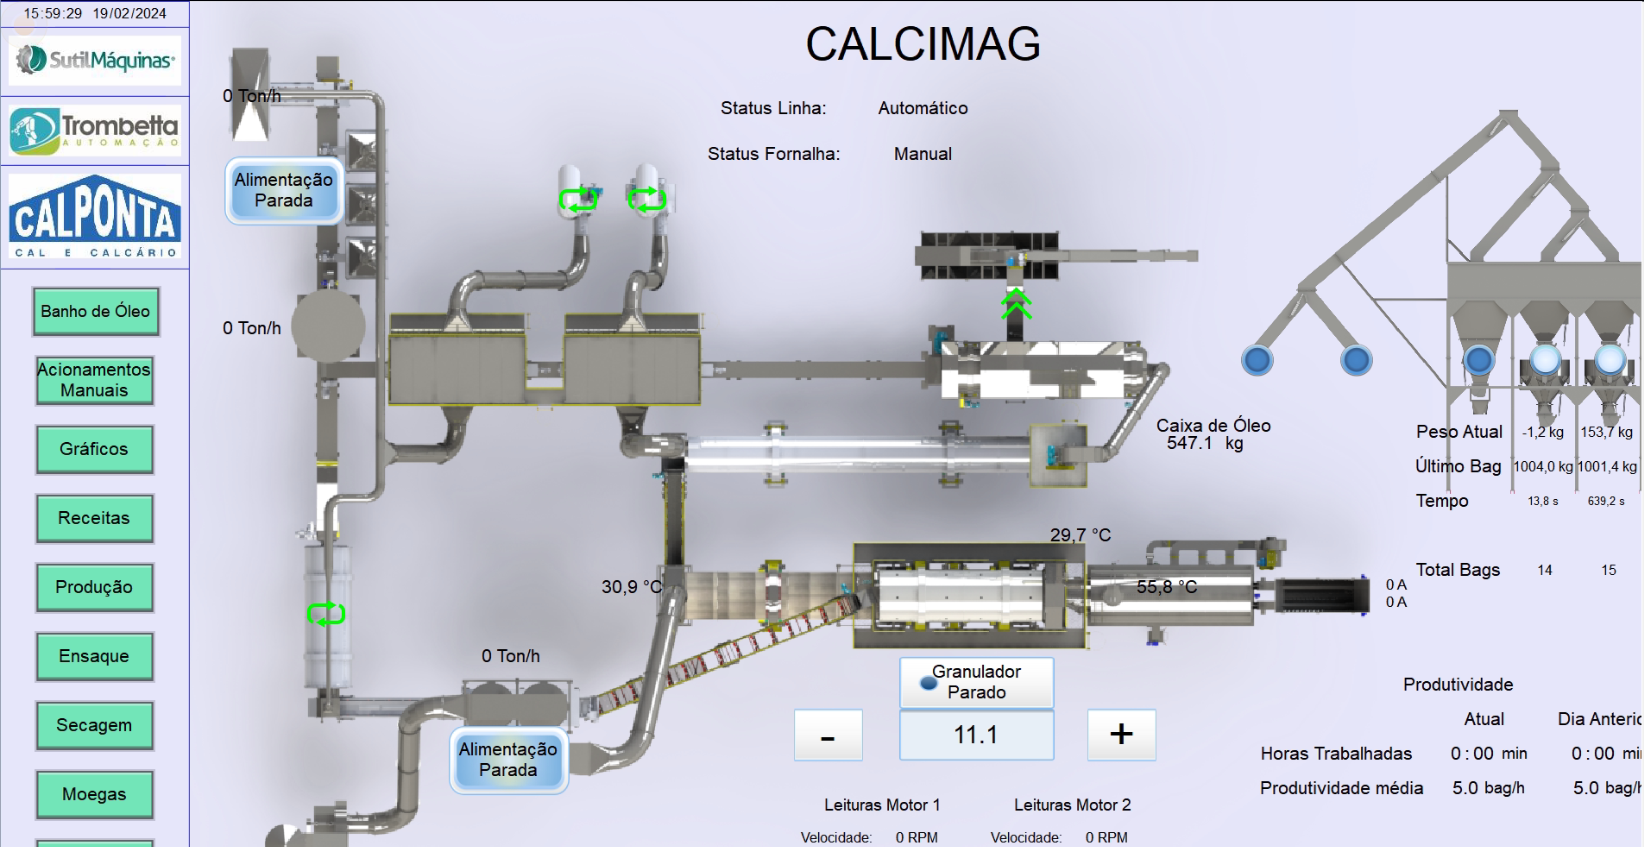 15:59:29 19/02/2024
SutilMáquinas
Trombetta
AUTOMAÇÃO
CALPONTA
CAL E CALCÁRIO
Banho de Óleo
Acionamentos
Manuais
Gráficos
Receitas
Produção
Ensaque
Secagem
Moegas
CALCIMAG
Status Linha: Automático
Status Fornalha: Manual
0 Ton/h
Alimentação
Parada
0 Ton/h
Caixa de Óleo
547.1 kg
Peso Atual -1,2 kg 153,7 kg
Último Bag 1004,0 kg 1001,4 kg
Tempo 13,8 s 639,2 s
Total Bags 14 15
29,7 °C
30,9 °C
55,8 °C
0 A
0 A
0 Ton/h
Alimentação
Parada
Granulador
Parado
- 11.1 +
Leituras Motor 1 Leituras Motor 2
Velocidade: 0 RPM Velocidade: 0 RPM
Produtividade
Atual Dia Anterio
Horas Trabalhadas 0:00 min 0:00 mi
Produtividade média 5.0 bag/h 5.0 bag/h